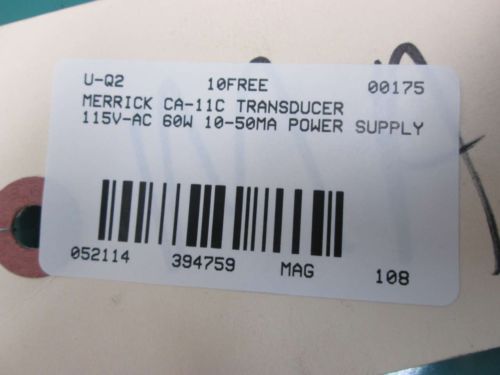 U-Q2 10FREE 00175
MERRICK CA-11C TRANSDUCER
115V-AC 60W 10-50MA POWER SUPPLY
052114 394759 MAG 108